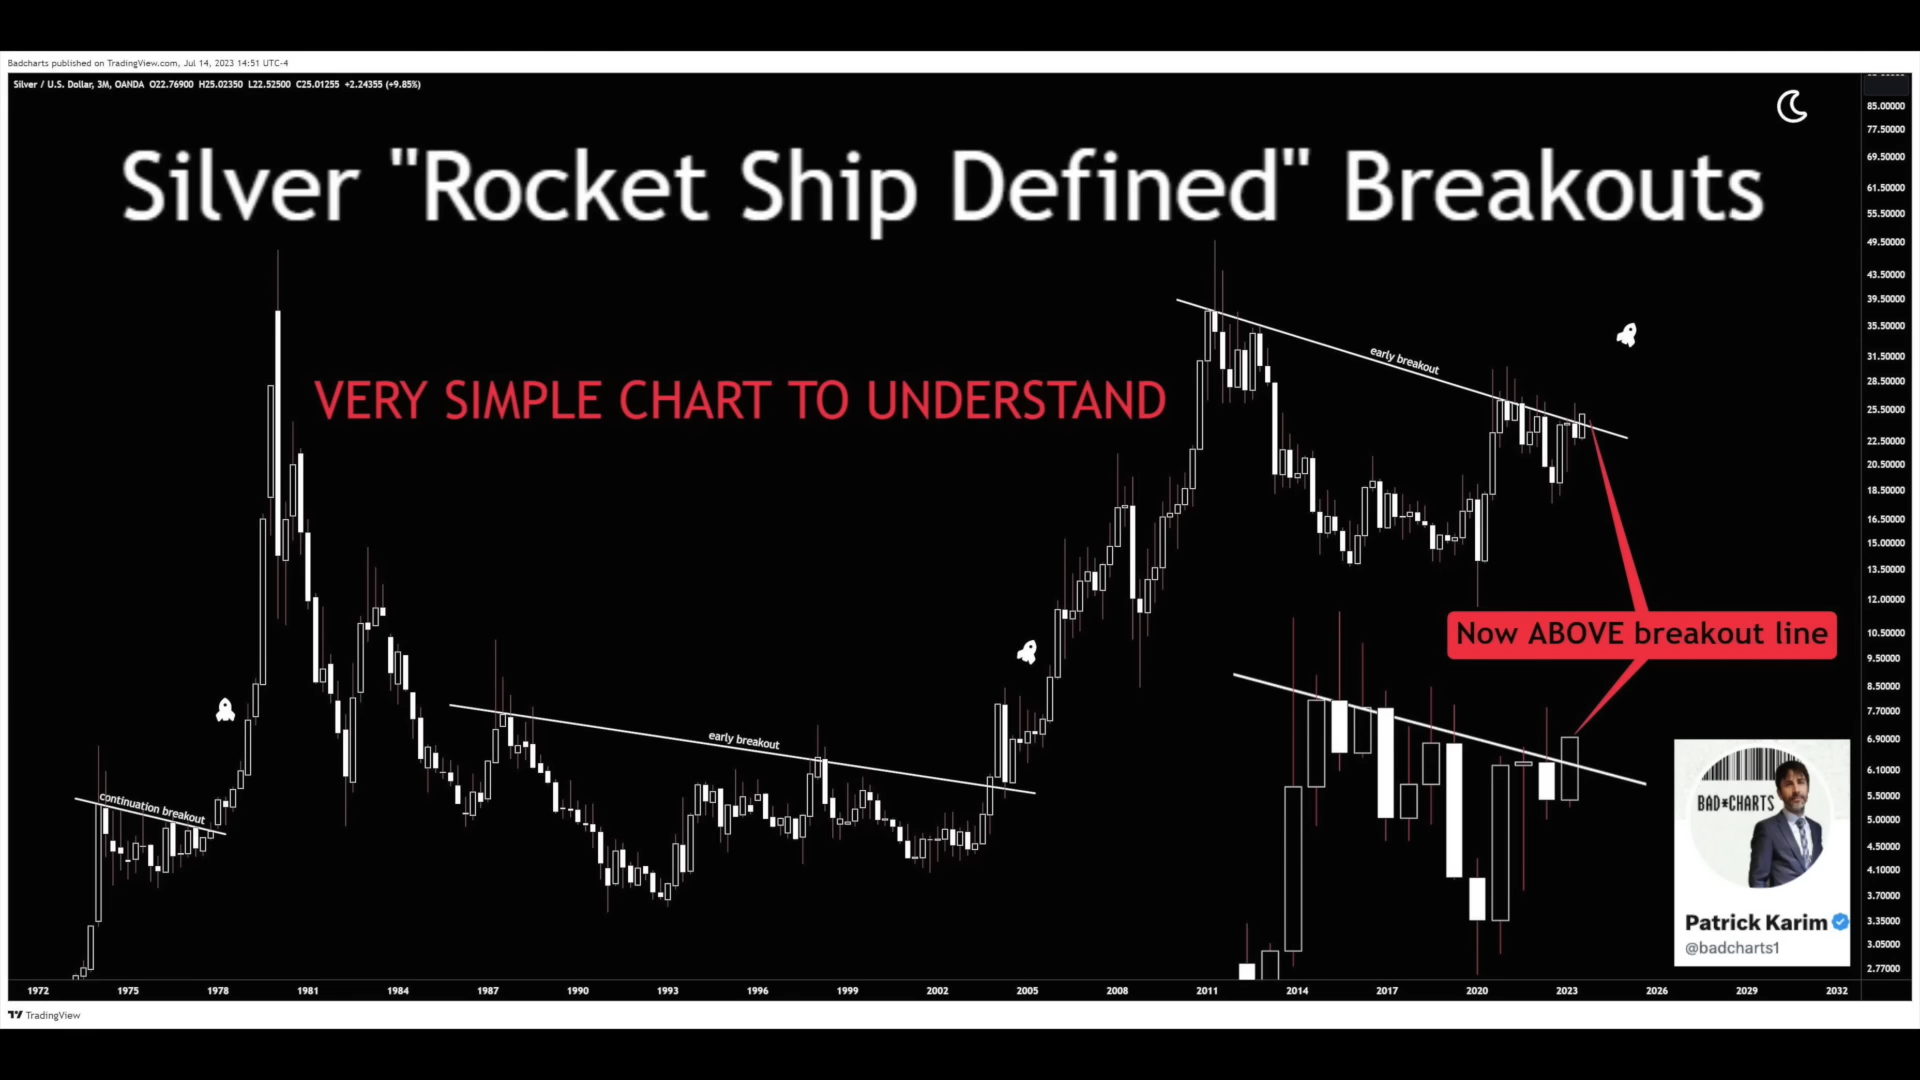 Badcharts published on TradingView.com, Jul 14, 2023 14:51 UTC-4
Silver / U.S. Dollar, 3M, OANDA O22.76900 H25.02350 L22.52500 C25.01255 +2.24355 (+9.85%)
Silver "Rocket Ship Defined" Breakouts
VERY SIMPLE CHART TO UNDERSTAND
early breakout
early breakout
continuation breakout
Now ABOVE breakout line
BAD CHARTS
Patrick Karim
@badcharts1
85.00000
77.50000
69.50000
61.50000
55.50000
49.50000
43.50000
39.50000
35.50000
31.50000
28.50000
25.50000
22.50000
20.50000
18.50000
16.50000
15.00000
13.50000
12.00000
10.50000
9.50000
8.50000
7.70000
6.90000
6.10000
5.50000
5.00000
4.50000
4.10000
3.70000
3.35000
3.05000
2.77000
1972 1975 1978 1981 1984 1987 1990 1993 1996 1999 2002 2005 2008 2011 2014 2017 2020 2023 2026 2029 2032
TradingView